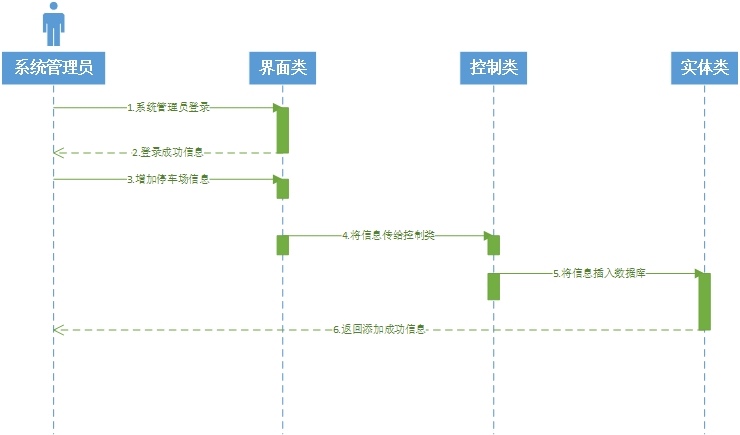 系统管理员
界面类
控制类
实体类
1.系统管理员登录
2.登录成功信息
3.增加停车场信息
4.将信息传给控制类
5.将信息插入数据库
6.返回添加成功信息